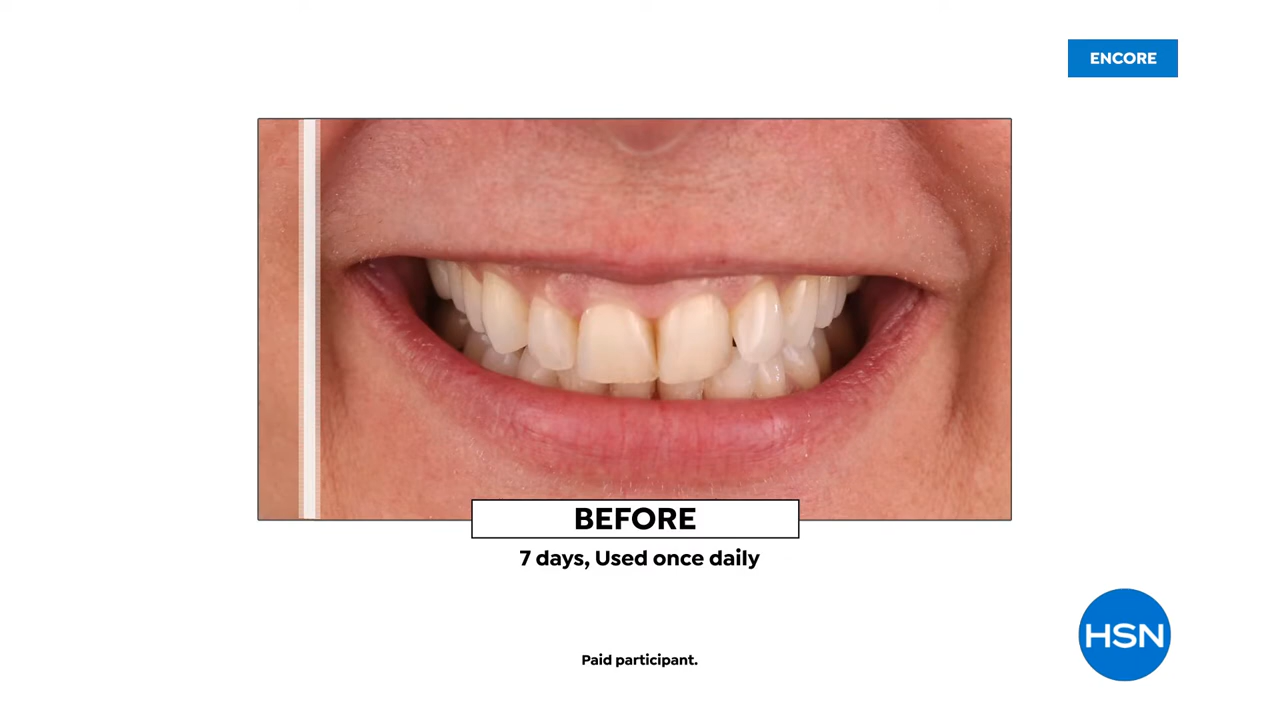 ENCORE
BEFORE
7 days, Used once daily
Paid participant.
HSN